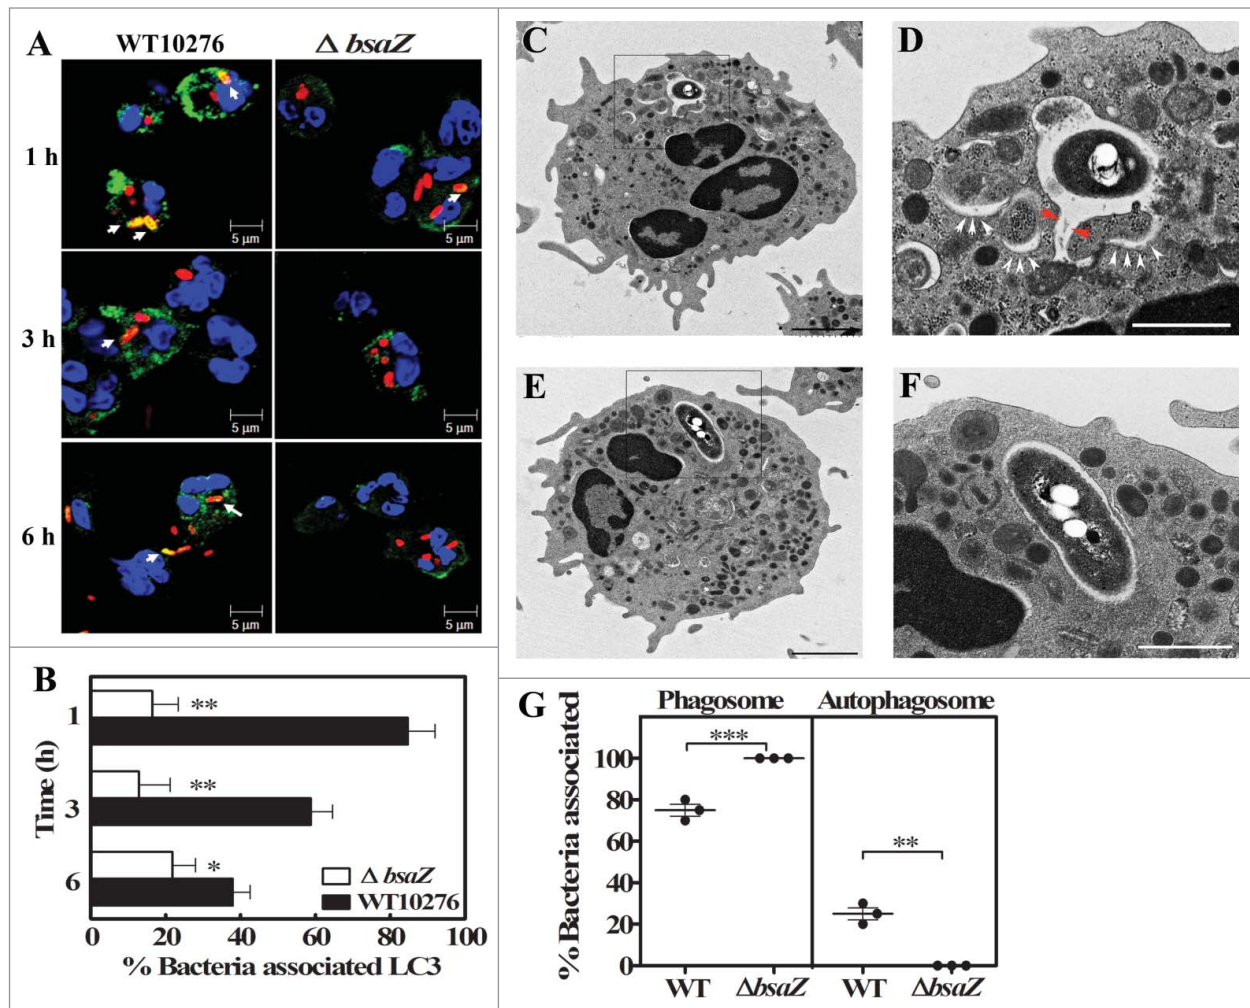 A
WT10276
Δ bsaZ
1 h
5 µm
5 µm
3 h
5 µm
5 µm
6 h
5 µm
5 µm
B
Time (h)
1
**
3
**
6
*
Δ bsaZ
WT10276
0
20
40
60
80
100
% Bacteria associated LC3
C
D
E
F
G
Phagosome
Autophagosome
% Bacteria associated
100
80
60
40
20
0
***
**
WT
ΔbsaZ
WT
ΔbsaZ